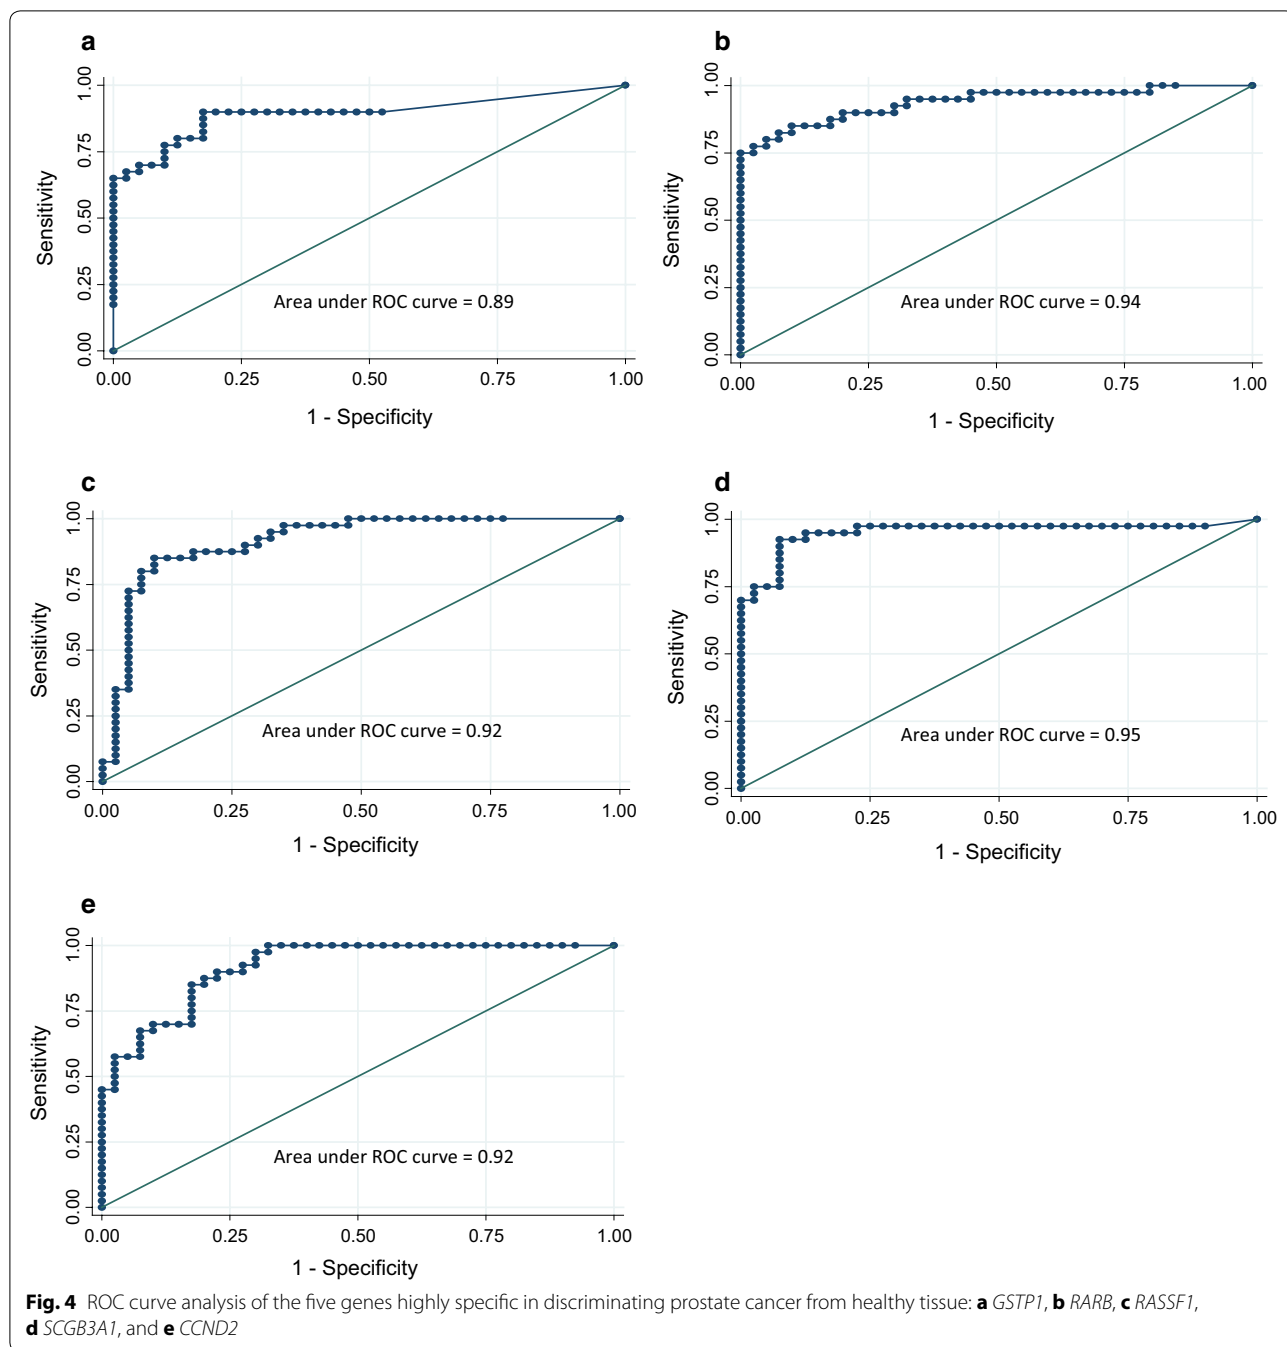 a
1.00
0.75
0.50
0.25
0.00
Sensitivity
Area under ROC curve = 0.89
0.00 0.25 0.50 0.75 1.00
1 - Specificity
b
1.00
0.75
0.50
0.25
0.00
Sensitivity
Area under ROC curve = 0.94
0.00 0.25 0.50 0.75 1.00
1 - Specificity
c
1.00
0.75
0.50
0.25
0.00
Sensitivity
Area under ROC curve = 0.92
0.00 0.25 0.50 0.75 1.00
1 - Specificity
d
1.00
0.75
0.50
0.25
0.00
Sensitivity
Area under ROC curve = 0.95
0.00 0.25 0.50 0.75 1.00
1 - Specificity
e
1.00
0.75
0.50
0.25
0.00
Sensitivity
Area under ROC curve = 0.92
0.00 0.25 0.50 0.75 1.00
1 - Specificity
Fig. 4 ROC curve analysis of the five genes highly specific in discriminating prostate cancer from healthy tissue: a GSTP1, b RARB, c RASSF1,
d SCGB3A1, and e CCND2